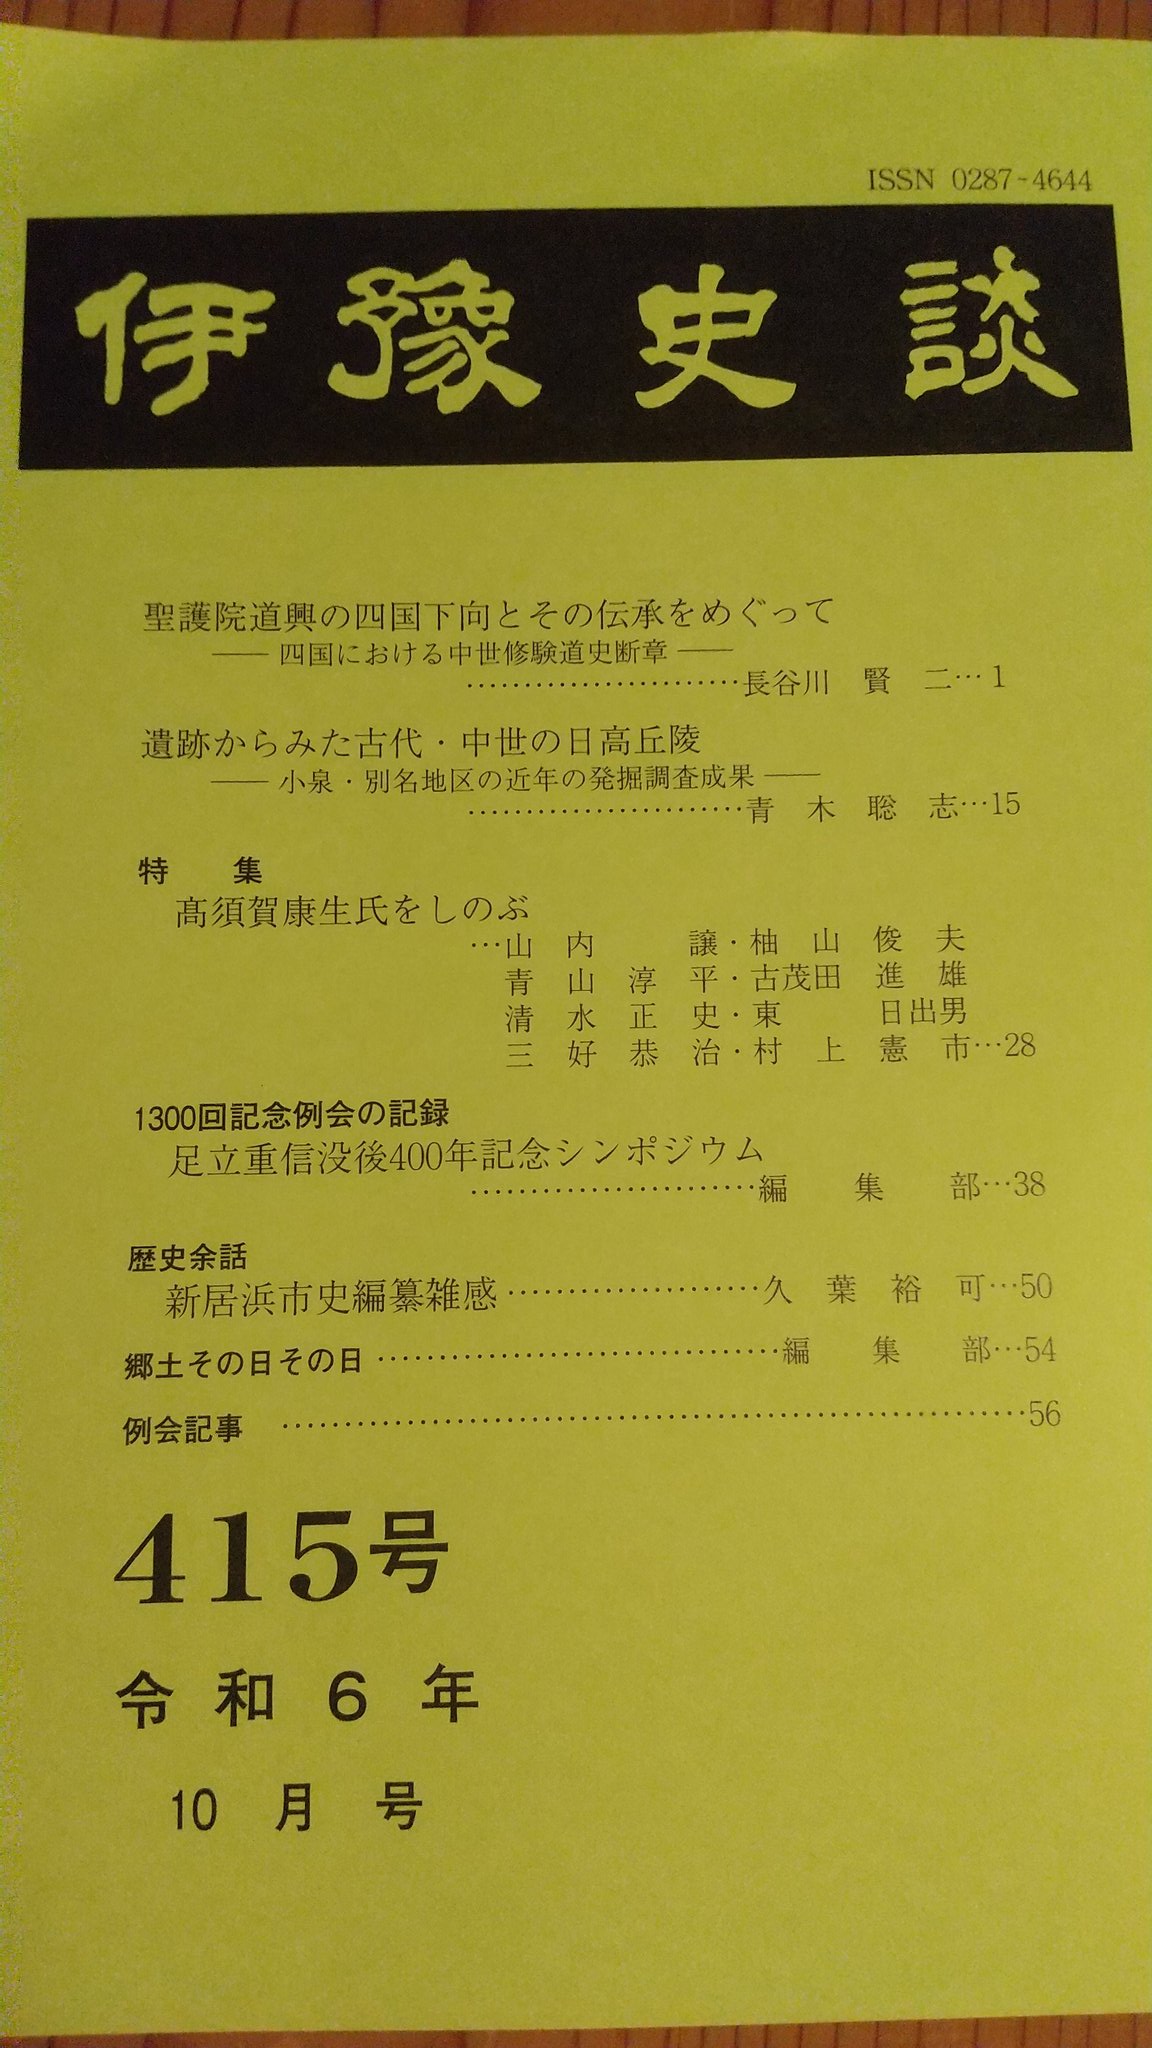 ISSN 0287-4644
伊豫史談
聖護院道興の四国下向とその伝承をめぐって
―― 四国における中世修験道史断章 ――
························長谷川　賢　二…1
遺跡からみた古代・中世の日高丘陵
―― 小泉・別名地区の近年の発掘調査成果 ――
························青　木　聡　志…15
特　集
髙須賀康生氏をしのぶ
…山　内　　譲・柚　山　俊　夫
青　山　淳　平・古茂田　進　雄
清　水　正　史・東　　日出男
三　好　恭　治・村　上　憲　市…28
1300回記念例会の記録
足立重信没後400年記念シンポジウム
·························編　集　部…38
歴史余話
新居浜市史編纂雑感······················久　葉　裕　可…50
郷土その日その日···································編　集　部…54
例会記事 ································································56
415号
令和6年
10月号